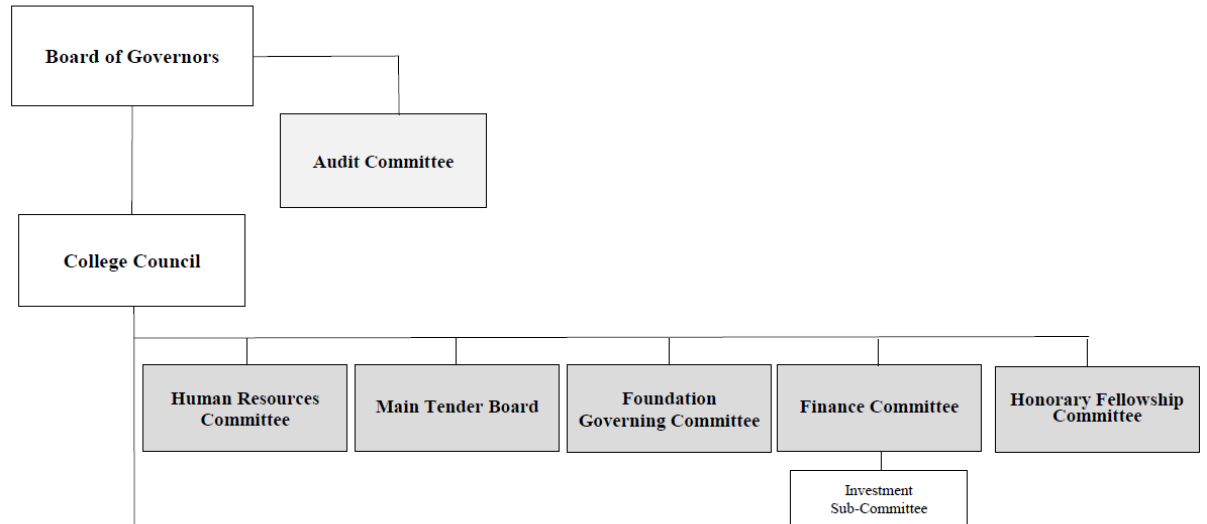 Board of Governors
Audit Committee
College Council
Human Resources
Committee
Main Tender Board
Foundation
Governing Committee
Finance Committee
Honorary Fellowship
Committee
Investment
Sub-Committee